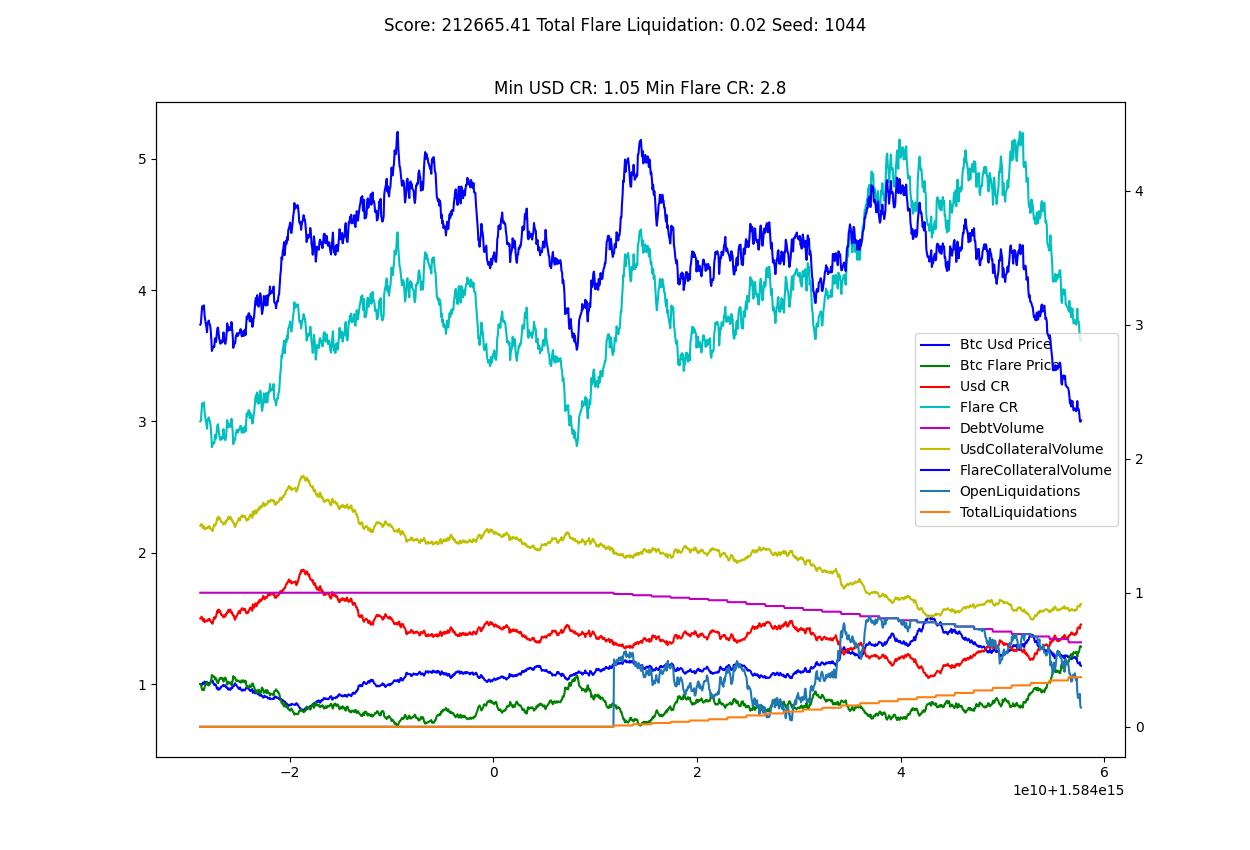 Score: 212665.41 Total Flare Liquidation: 0.02 Seed: 1044
Min USD CR: 1.05 Min Flare CR: 2.8
5
4
3
2
1
4
3
2
1
0
Btc Usd Price
Btc Flare Price
Usd CR
Flare CR
DebtVolume
UsdCollateralVolume
FlareCollateralVolume
OpenLiquidations
TotalLiquidations
−2 0 2 4 6
1e10+1.584e15